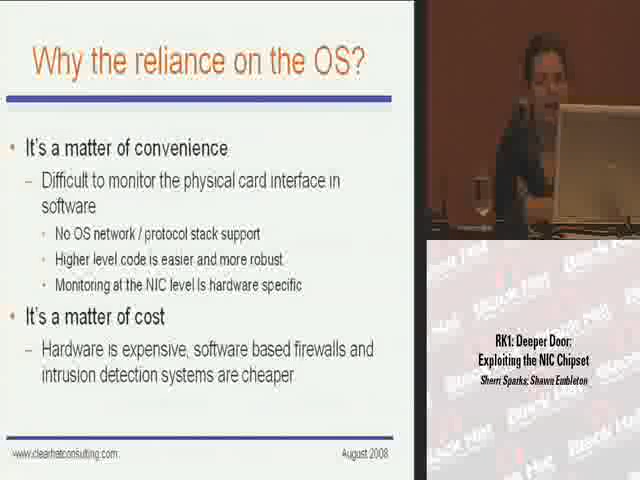 Why the reliance on the OS?
• It's a matter of convenience
– Difficult to monitor the physical card interface in
software
• No OS network / protocol stack support
• Higher level code is easier and more robust
• Monitoring at the NIC level Is hardware specific
• It's a matter of cost
– Hardware is expensive, software based firewalls and
intrusion detection systems are cheaper
www.clearhatconsulting.com
August 2008
RK1: Deeper Door:
Exploiting the NIC Chipset
Sherri Sparks; Shawn Embleton